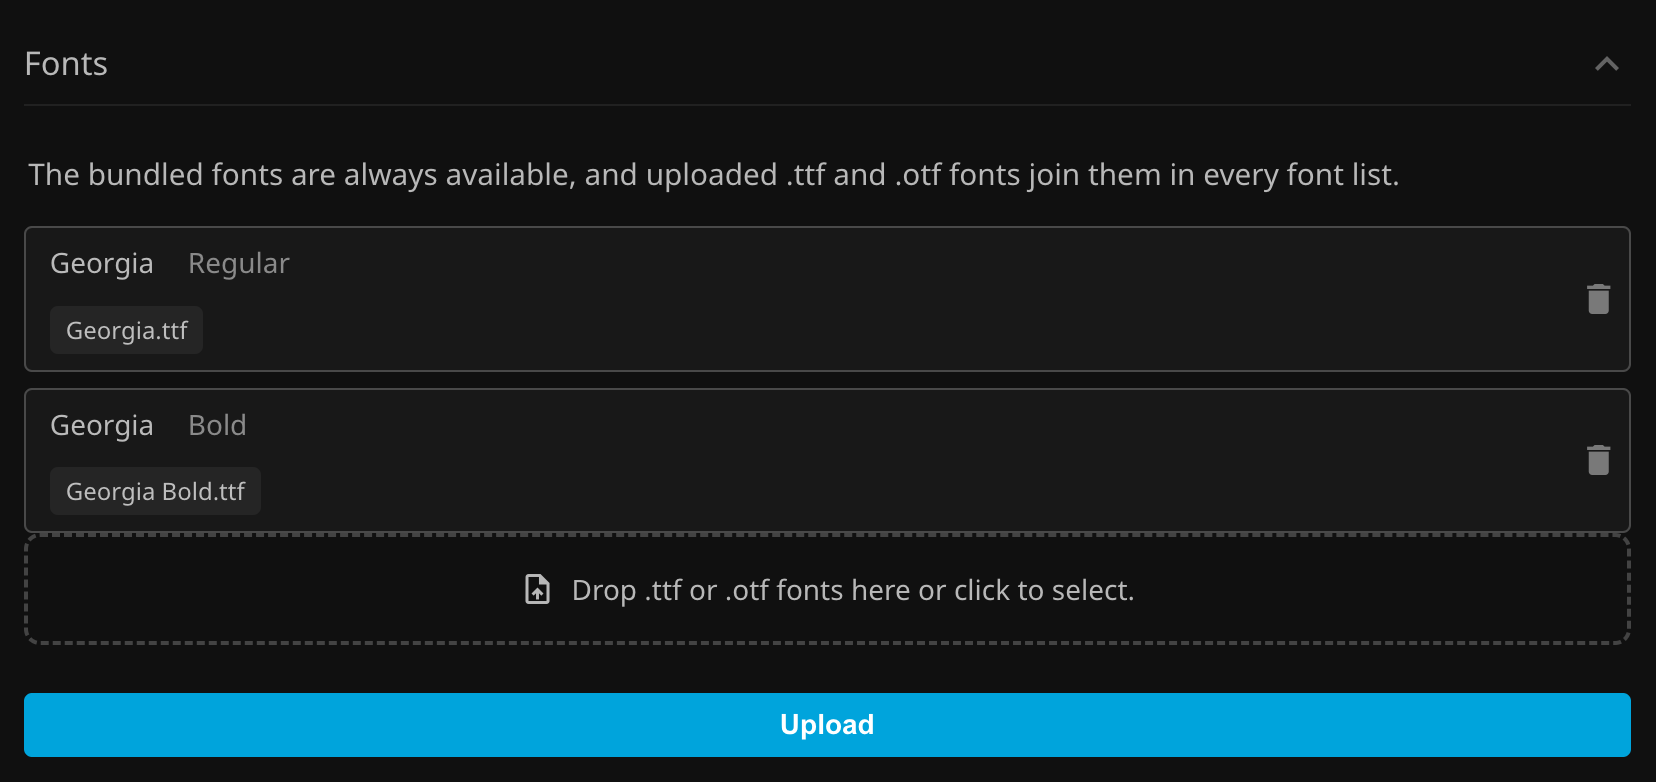 Fonts
The bundled fonts are always available, and uploaded .ttf and .otf fonts join them in every font list.
Georgia Regular
Georgia.ttf
Georgia Bold
Georgia Bold.ttf
Drop .ttf or .otf fonts here or click to select.
Upload